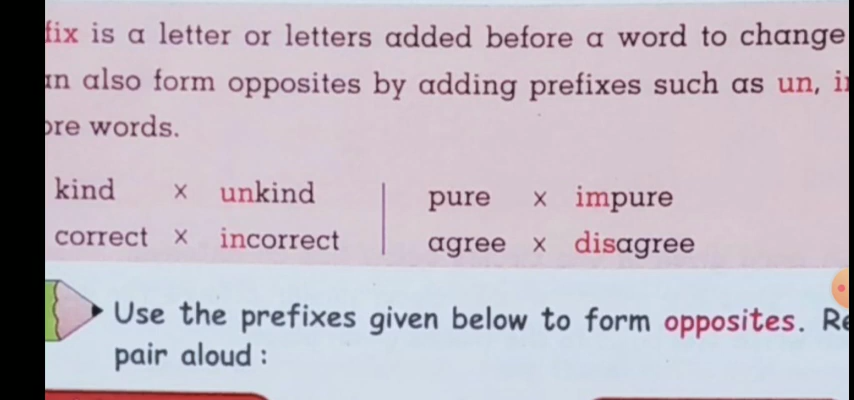 fix is a letter or letters added before a word to change
an also form opposites by adding prefixes such as un,
ore words.
kind x unkind pure x impure
correct x incorrect agree x disagree
Use the prefixes given below to form opposites.
pair aloud :